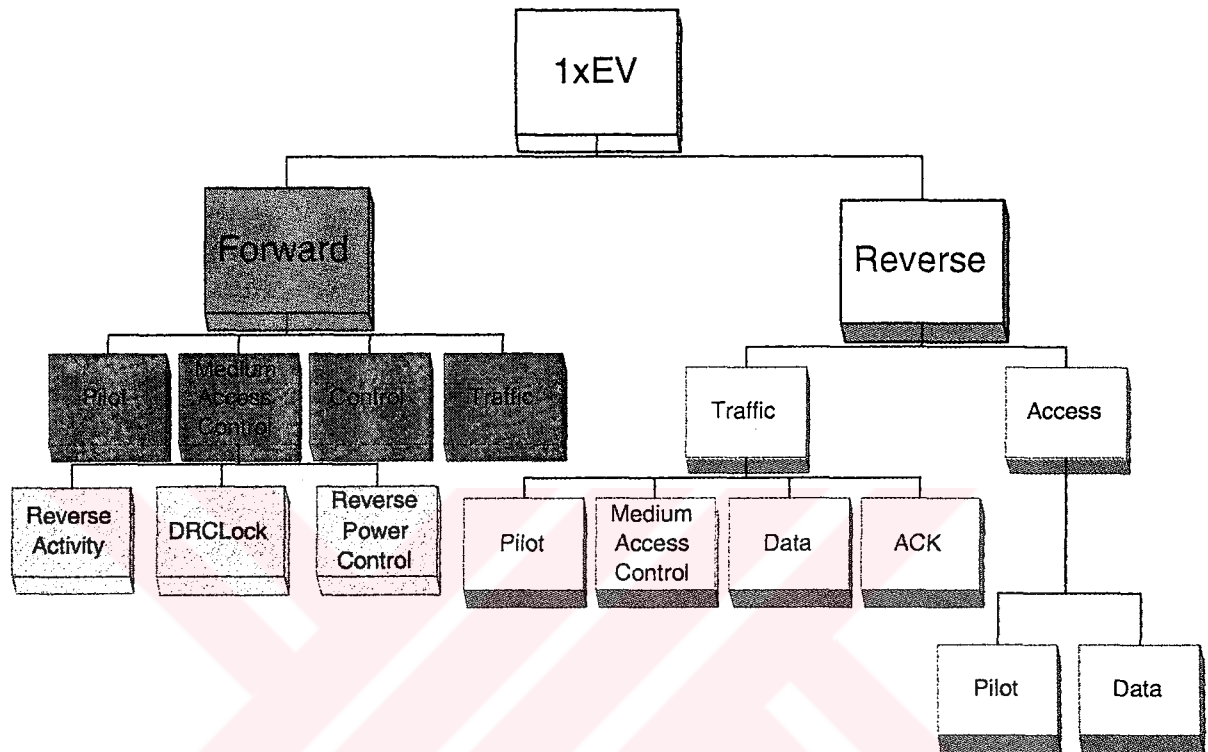 1xEV
Forward
Reverse
Pilot
Medium
Access
Control
Control
Traffic
Traffic
Access
Reverse
Activity
DRCLock
Reverse
Power
Control
Pilot
Medium
Access
Control
Data
ACK
Pilot
Data